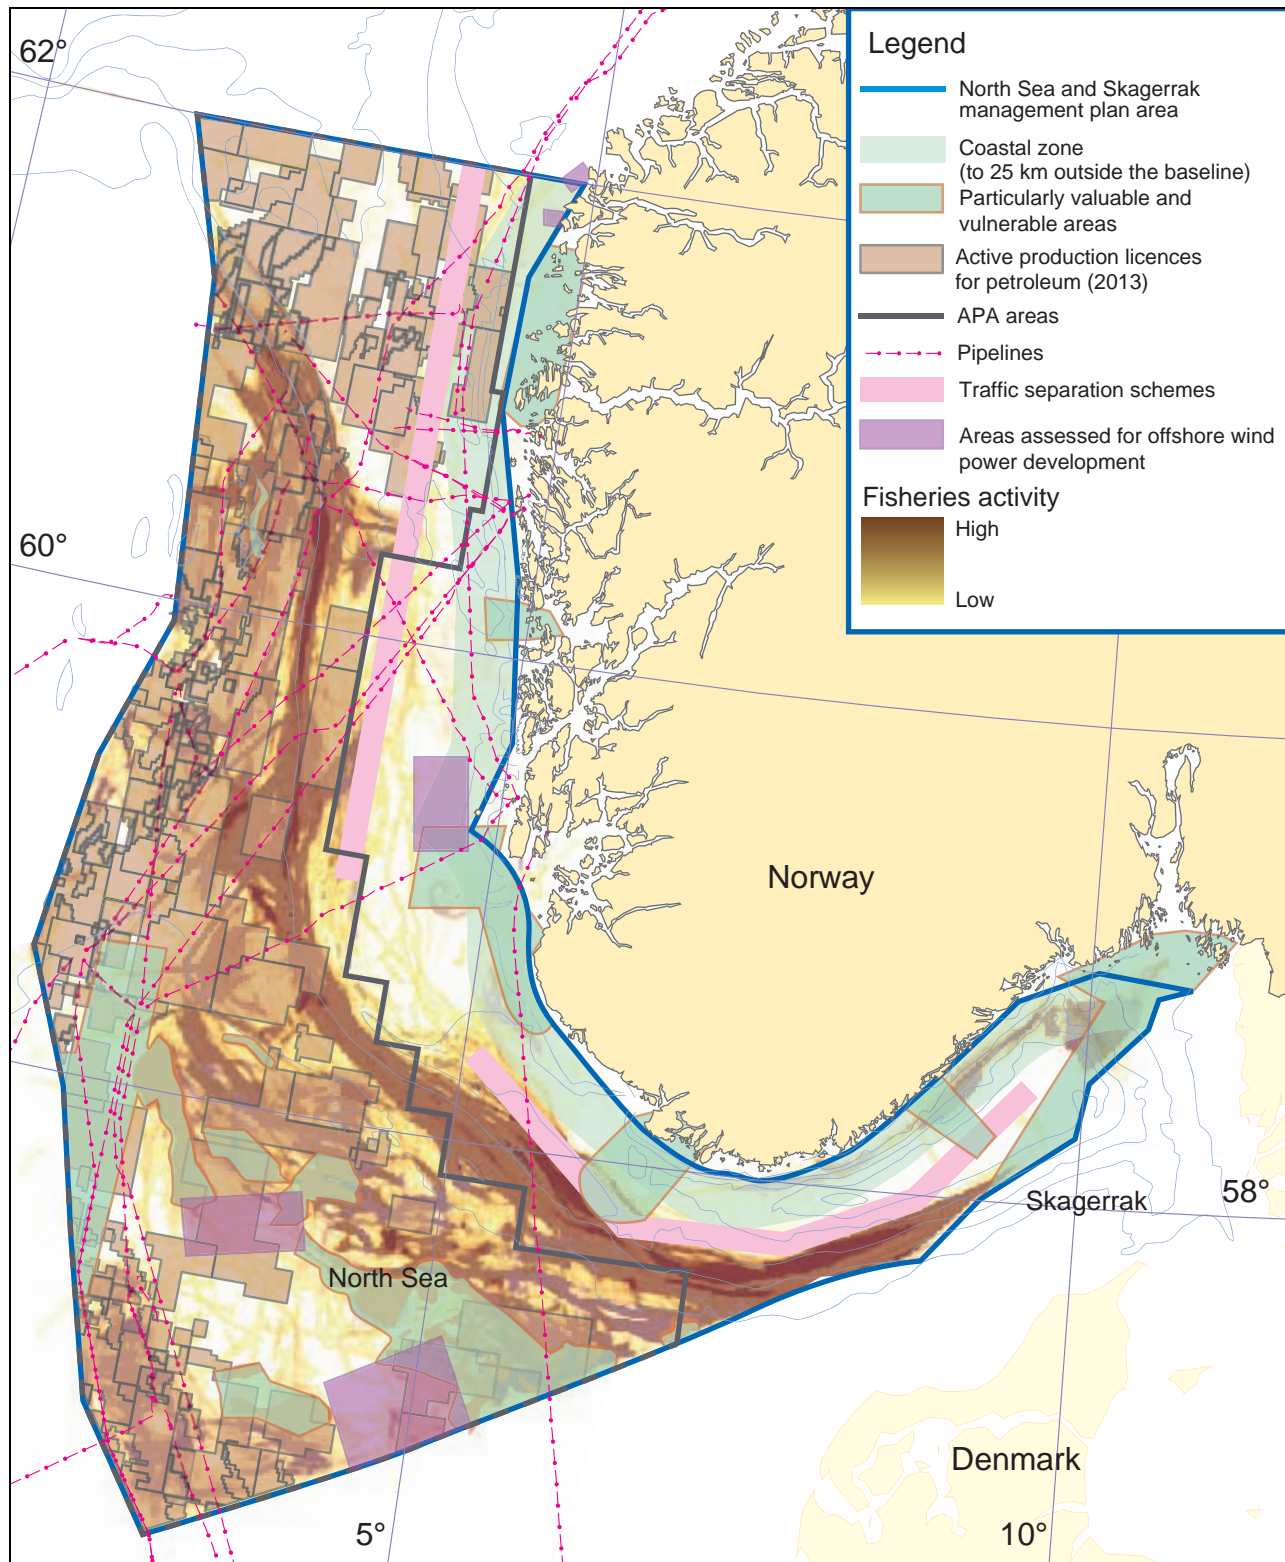 Legend
North Sea and Skagerrak
management plan area
Coastal zone
(to 25 km outside the baseline)
Particularly valuable and
vulnerable areas
Active production licences
for petroleum (2013)
APA areas
Pipelines
Traffic separation schemes
Areas assessed for offshore wind
power development
Fisheries activity
High
Low
62°
60°
Norway
58°
Skagerrak
North Sea
Denmark
5°
10°